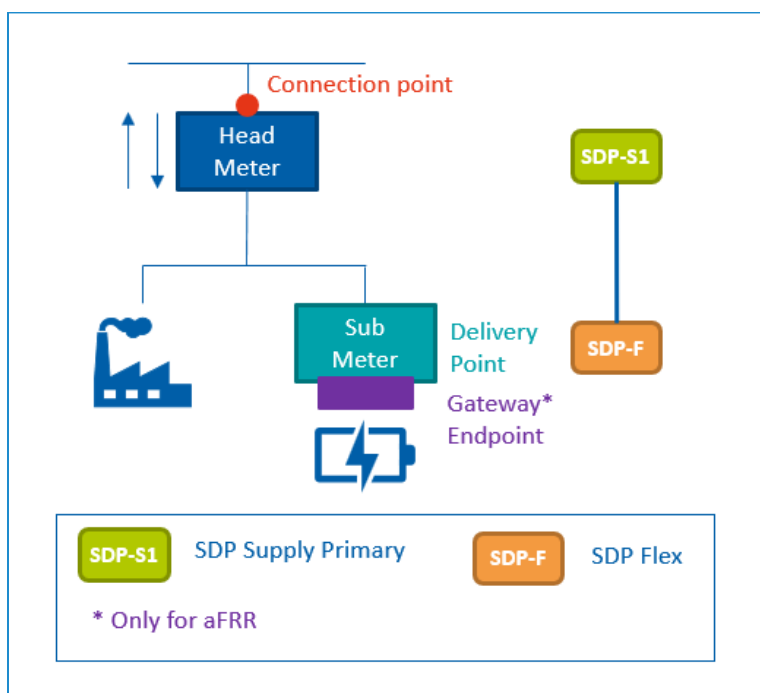 Connection point
Head
Meter
SDP-S1
Sub
Meter
Delivery
Point
SDP-F
Gateway*
Endpoint
SDP-S1
SDP Supply Primary
SDP-F
SDP Flex
* Only for aFRR